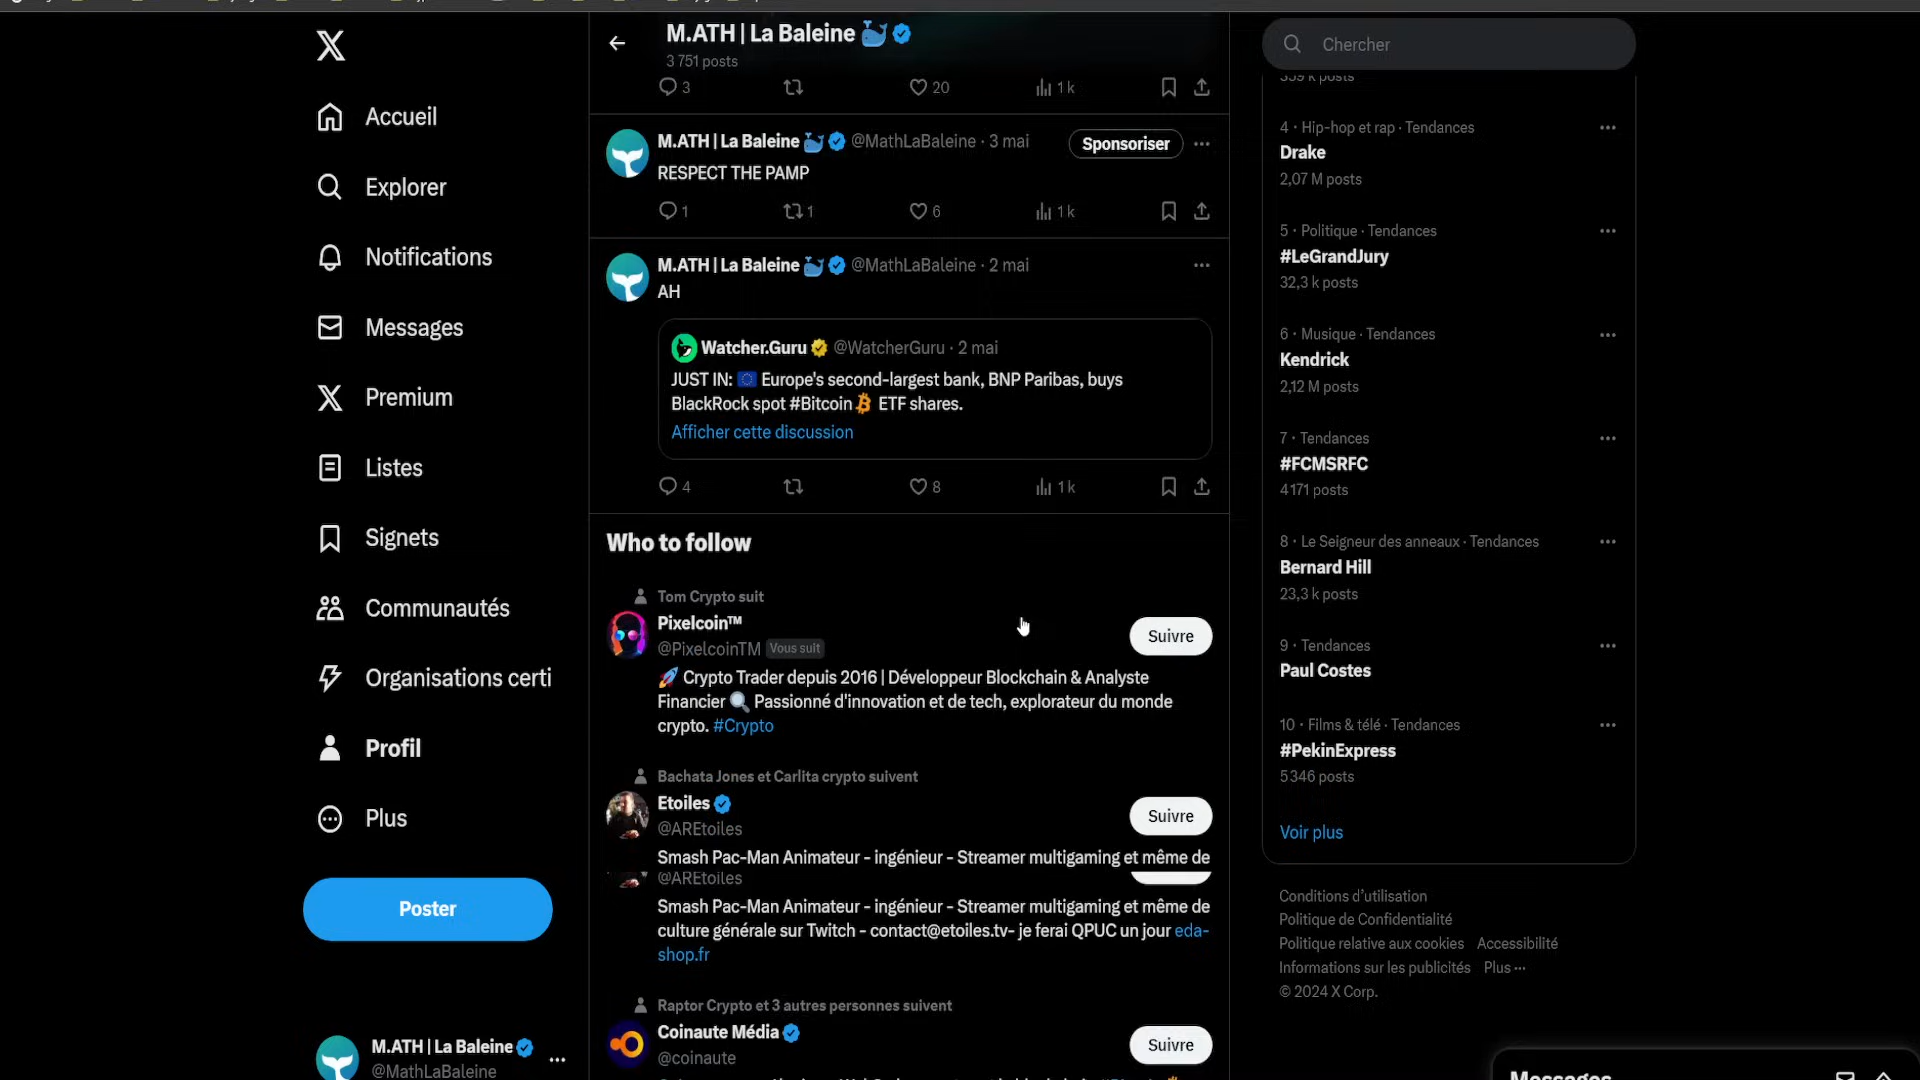 M.ATH | La Baleine 🐳
3 751 posts
Chercher
Accueil
Explorer
Notifications
Messages
Premium
Listes
Signets
Communautés
Organisations certi
Profil
Plus
Poster
M.ATH | La Baleine
@MathLaBaleine
3
20
1 k
M.ATH | La Baleine 🐳 @MathLaBaleine · 3 mai
Sponsoriser
RESPECT THE PAMP
1
1
6
1 k
M.ATH | La Baleine 🐳 @MathLaBaleine · 2 mai
AH
Watcher.Guru @WatcherGuru · 2 mai
JUST IN: 🇪🇺 Europe's second-largest bank, BNP Paribas, buys
BlackRock spot #Bitcoin ETF shares.
Afficher cette discussion
4
8
1 k
Who to follow
Tom Crypto suit
Pixelcoin™
@PixelcoinTM Vous suit
Suivre
🚀 Crypto Trader depuis 2016 | Développeur Blockchain & Analyste
Financier 🔍 Passionné d'innovation et de tech, explorateur du monde
crypto. #Crypto
Bachata Jones et Carlita crypto suivent
Etoiles
@AREtoiles
Suivre
Smash Pac-Man Animateur - ingénieur - Streamer multigaming et même de
@AREtoiles
Smash Pac-Man Animateur - ingénieur - Streamer multigaming et même de
culture générale sur Twitch - contact@etoiles.tv- je ferai QPUC un jour eda-
shop.fr
Raptor Crypto et 3 autres personnes suivent
Coinaute Média
@coinaute
Suivre
359 k posts
4 · Hip-hop et rap · Tendances
Drake
2,07 M posts
5 · Politique · Tendances
#LeGrandJury
32,3 k posts
6 · Musique · Tendances
Kendrick
2,12 M posts
7 · Tendances
#FCMSRFC
4 171 posts
8 · Le Seigneur des anneaux · Tendances
Bernard Hill
23,3 k posts
9 · Tendances
Paul Costes
10 · Films & télé · Tendances
#PekinExpress
5 346 posts
Voir plus
Conditions d'utilisation
Politique de Confidentialité
Politique relative aux cookies Accessibilité
Informations sur les publicités Plus ···
© 2024 X Corp.
Messages